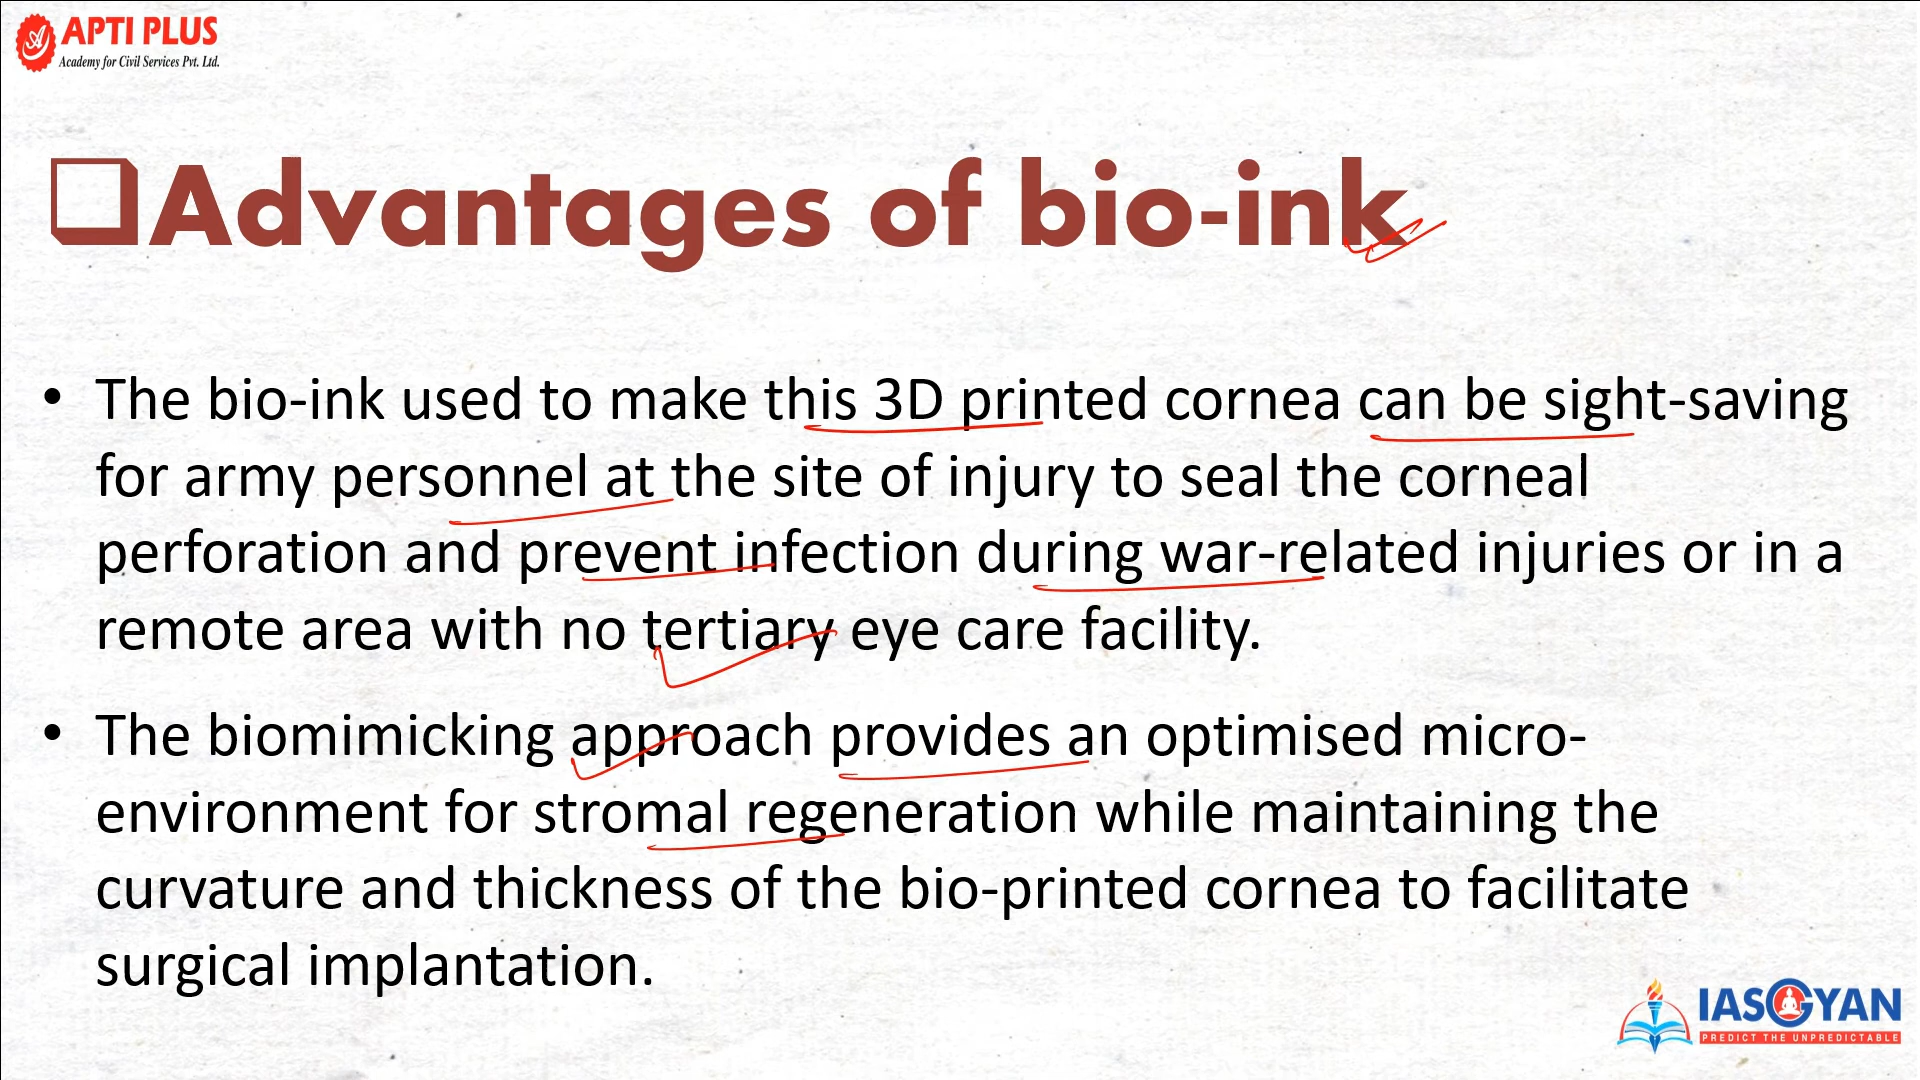 APTI PLUS
Academy for Civil Services Pvt. Ltd.
Advantages of bio-ink
• The bio-ink used to make this 3D printed cornea can be sight-saving
for army personnel at the site of injury to seal the corneal
perforation and prevent infection during war-related injuries or in a
remote area with no tertiary eye care facility.
• The biomimicking approach provides an optimised micro-
environment for stromal regeneration while maintaining the
curvature and thickness of the bio-printed cornea to facilitate
surgical implantation.
IASGYAN
PREDICT THE UNPREDICTABLE